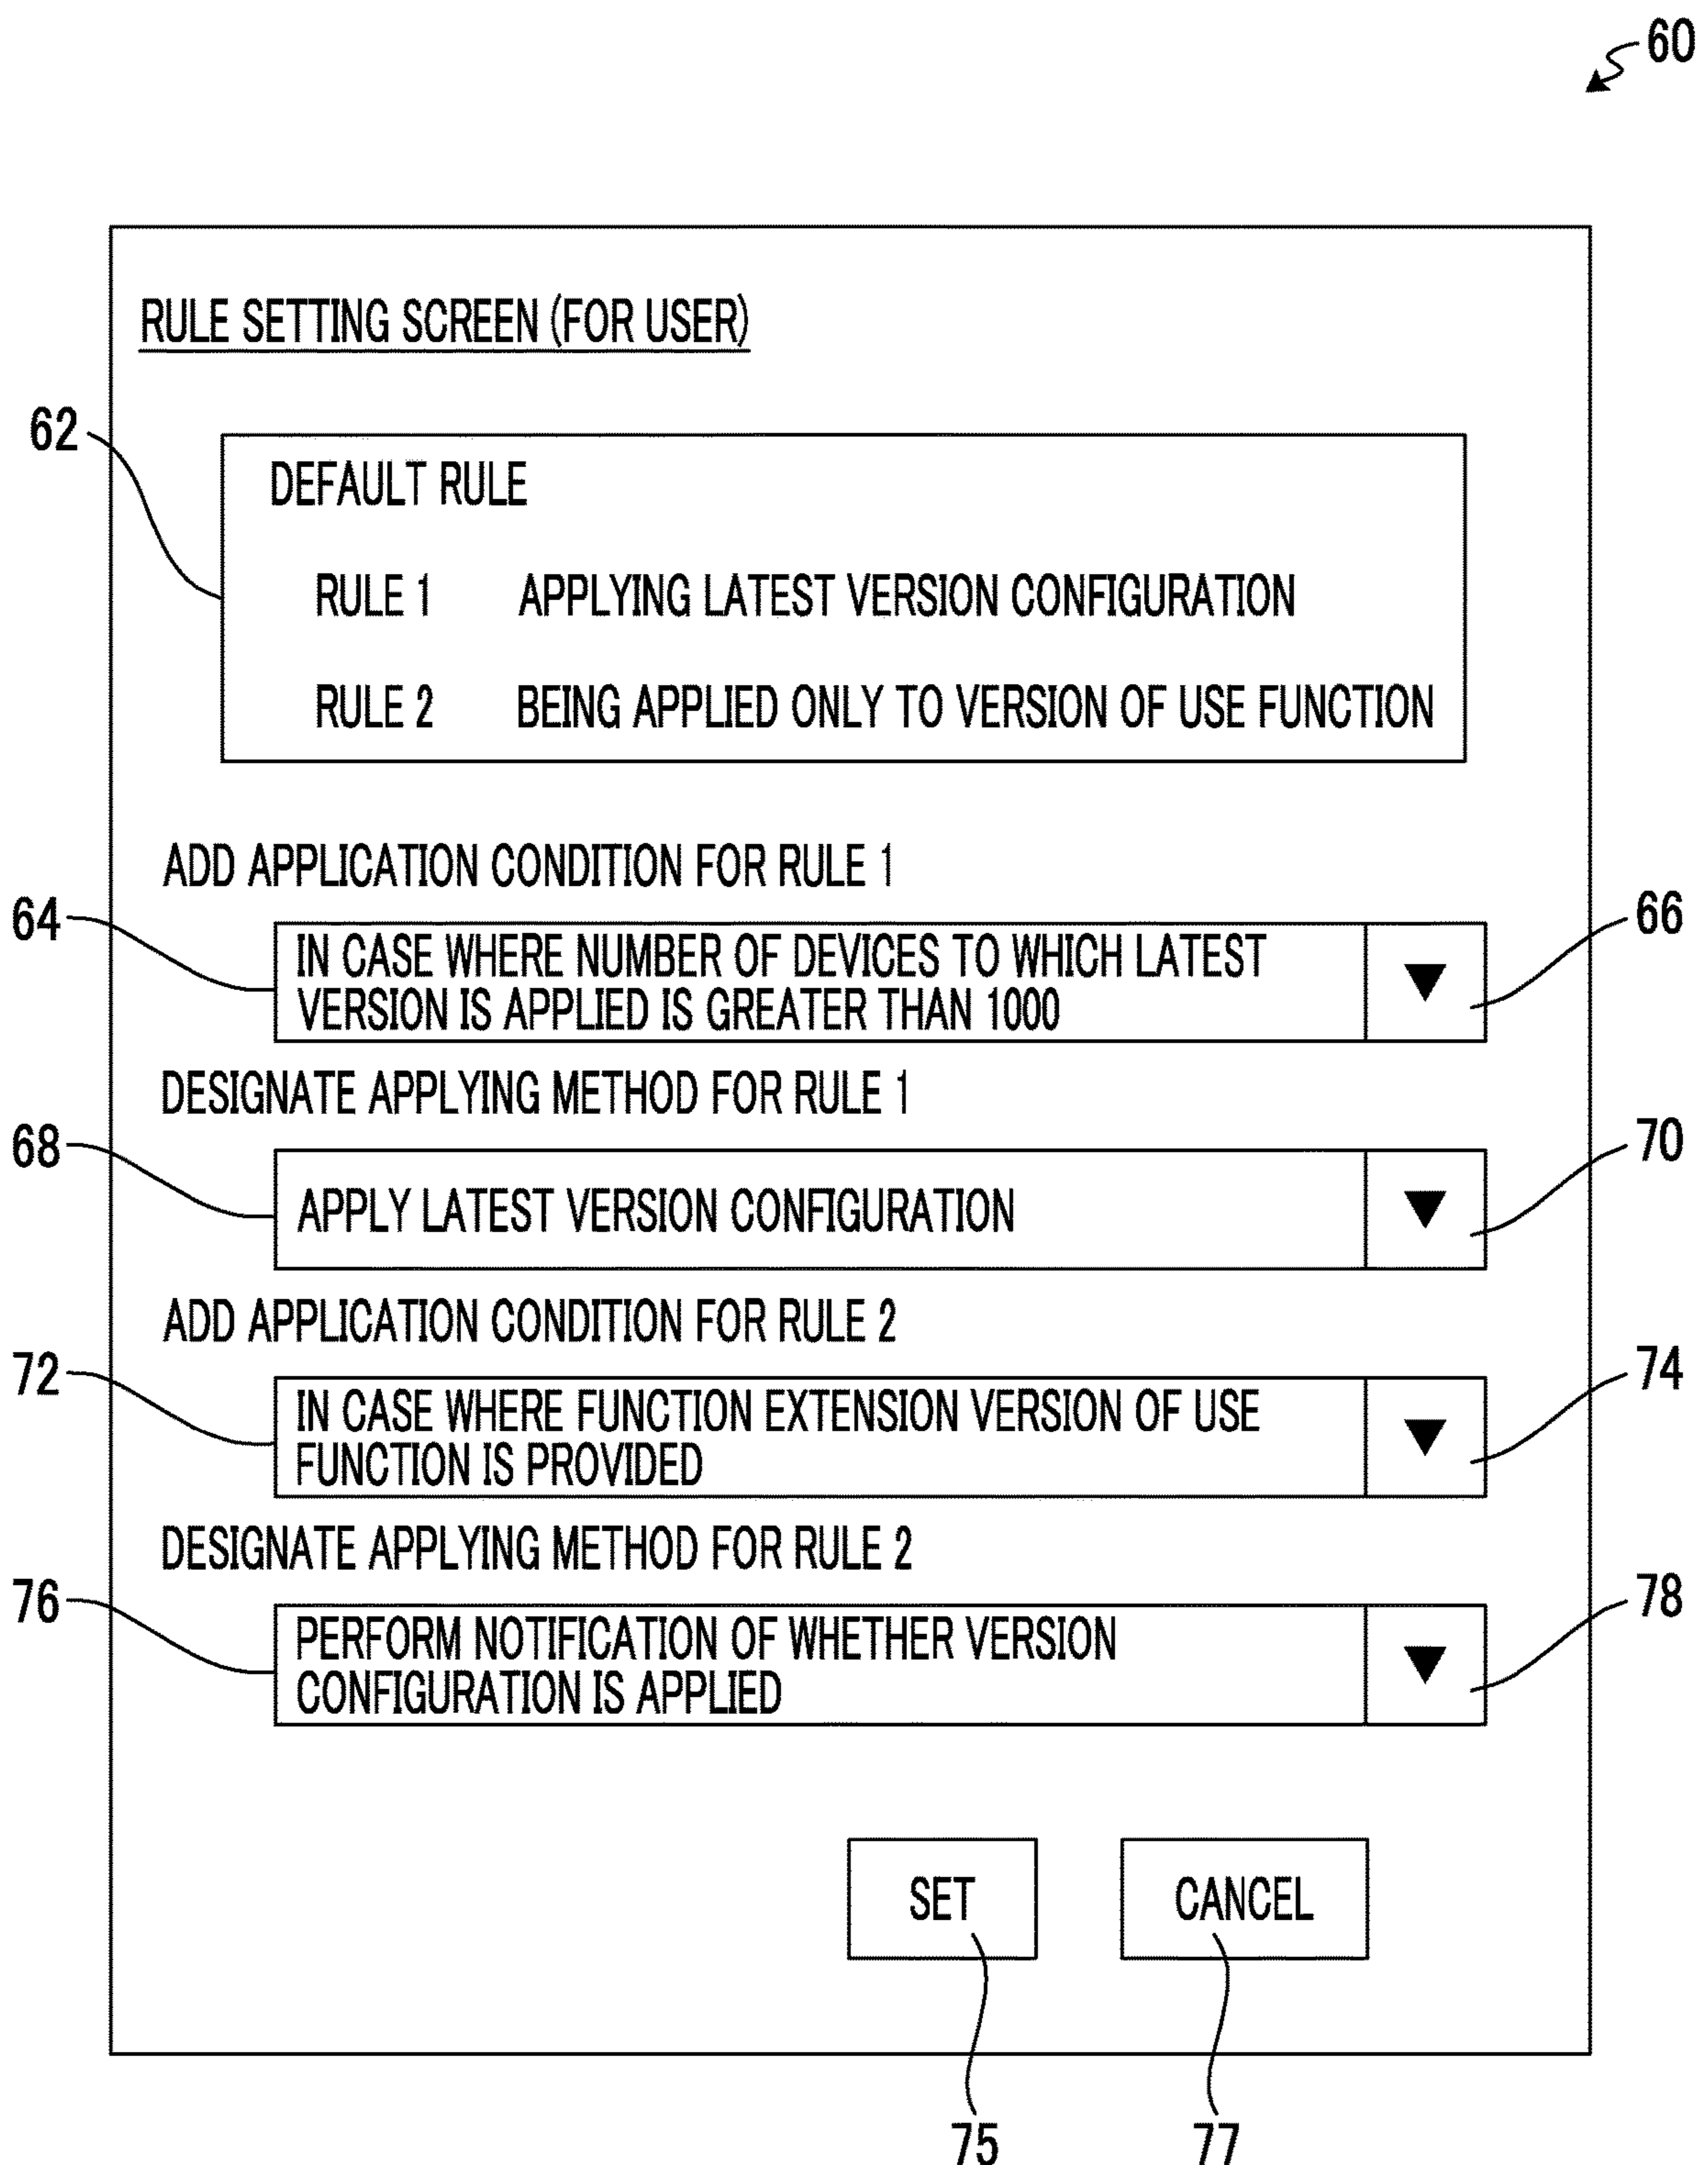 60
RULE SETTING SCREEN (FOR USER)
62
DEFAULT RULE
RULE 1 APPLYING LATEST VERSION CONFIGURATION
RULE 2 BEING APPLIED ONLY TO VERSION OF USE FUNCTION
ADD APPLICATION CONDITION FOR RULE 1
64
IN CASE WHERE NUMBER OF DEVICES TO WHICH LATEST
VERSION IS APPLIED IS GREATER THAN 1000
66
DESIGNATE APPLYING METHOD FOR RULE 1
68
APPLY LATEST VERSION CONFIGURATION
70
ADD APPLICATION CONDITION FOR RULE 2
72
IN CASE WHERE FUNCTION EXTENSION VERSION OF USE
FUNCTION IS PROVIDED
74
DESIGNATE APPLYING METHOD FOR RULE 2
76
PERFORM NOTIFICATION OF WHETHER VERSION
CONFIGURATION IS APPLIED
78
SET CANCEL
75 77